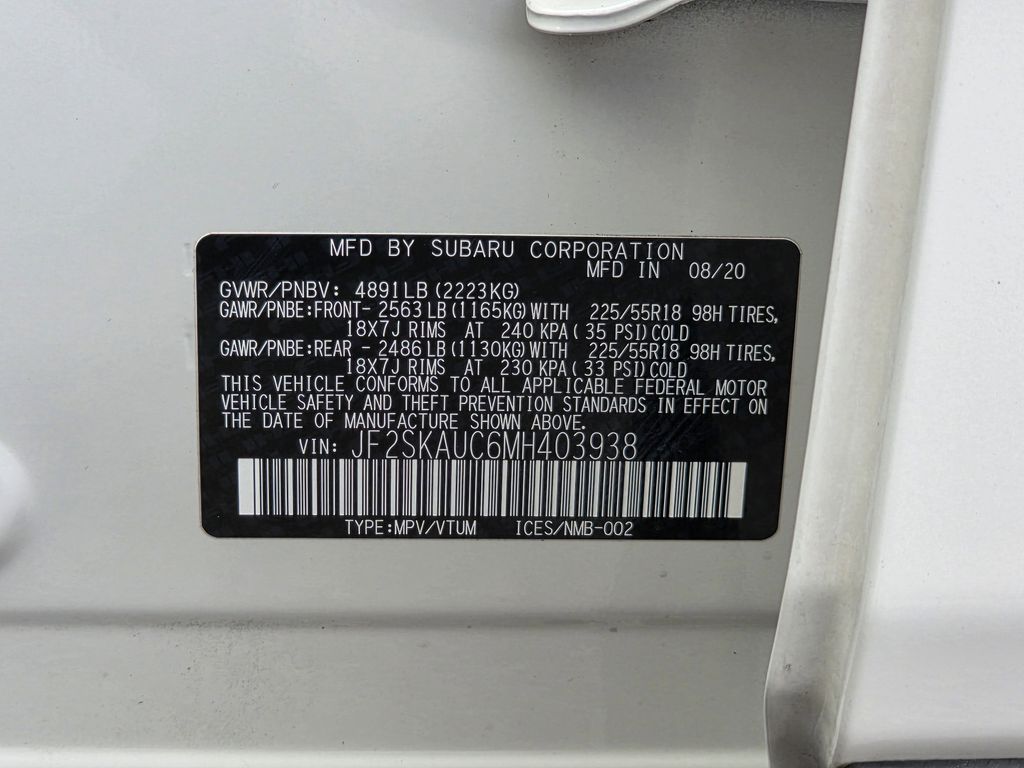 MFD BY SUBARU CORPORATION
MFD IN 08/20
GVWR/PNBV: 4891LB (2223KG)
GAWR/PNBE:FRONT- 2563 LB (1165KG) WITH 225/55R18 98H TIRES,
18X7J RIMS AT 240 KPA ( 35 PSI) COLD
GAWR/PNBE:REAR - 2486 LB (1130KG) WITH 225/55R18 98H TIRES,
18X7J RIMS AT 230 KPA ( 33 PSI) COLD
THIS VEHICLE CONFORMS TO ALL APPLICABLE FEDERAL MOTOR
VEHICLE SAFETY AND THEFT PREVENTION STANDARDS IN EFFECT ON
THE DATE OF MANUFACTURE SHOWN ABOVE.
VIN: JF2SKAUC6MH403938
TYPE:MPV/VTUM ICES/NMB-002